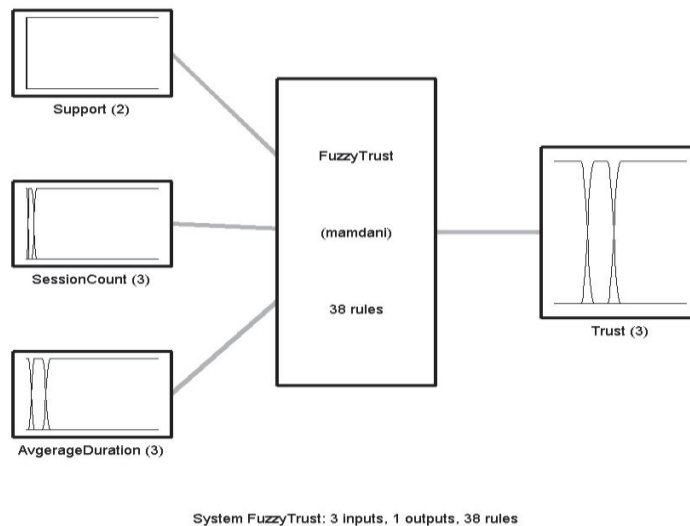 Support (2)
SessionCount (3)
AvgerageDuration (3)
FuzzyTrust
(mamdani)
38 rules
Trust (3)
System FuzzyTrust: 3 inputs, 1 outputs, 38 rules